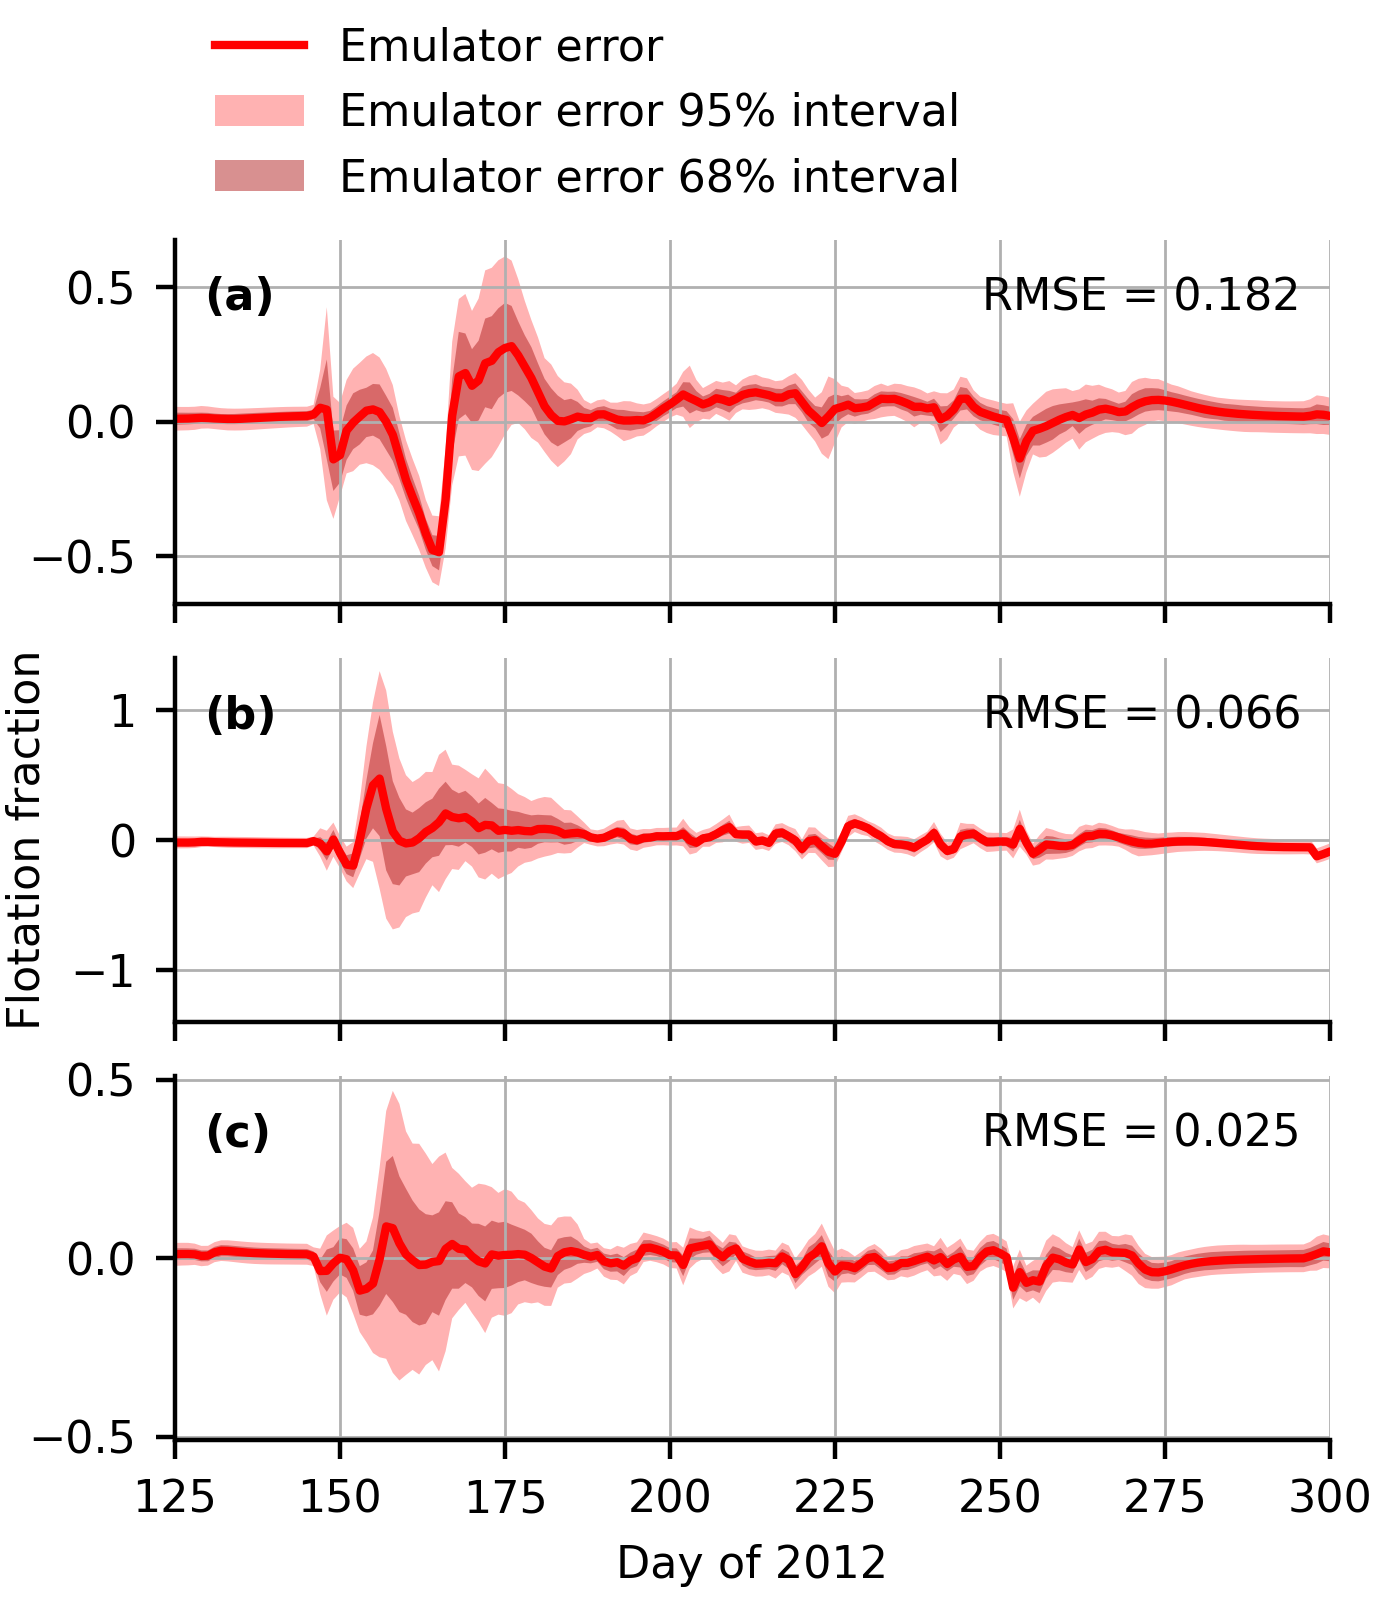 Emulator error
Emulator error 95% interval
Emulator error 68% interval
(a)
RMSE = 0.182
0.5
0.0
−0.5
Flotation fraction
(b)
RMSE = 0.066
1
0
−1
(c)
RMSE = 0.025
0.5
0.0
−0.5
125 150 175 200 225 250 275 300
Day of 2012